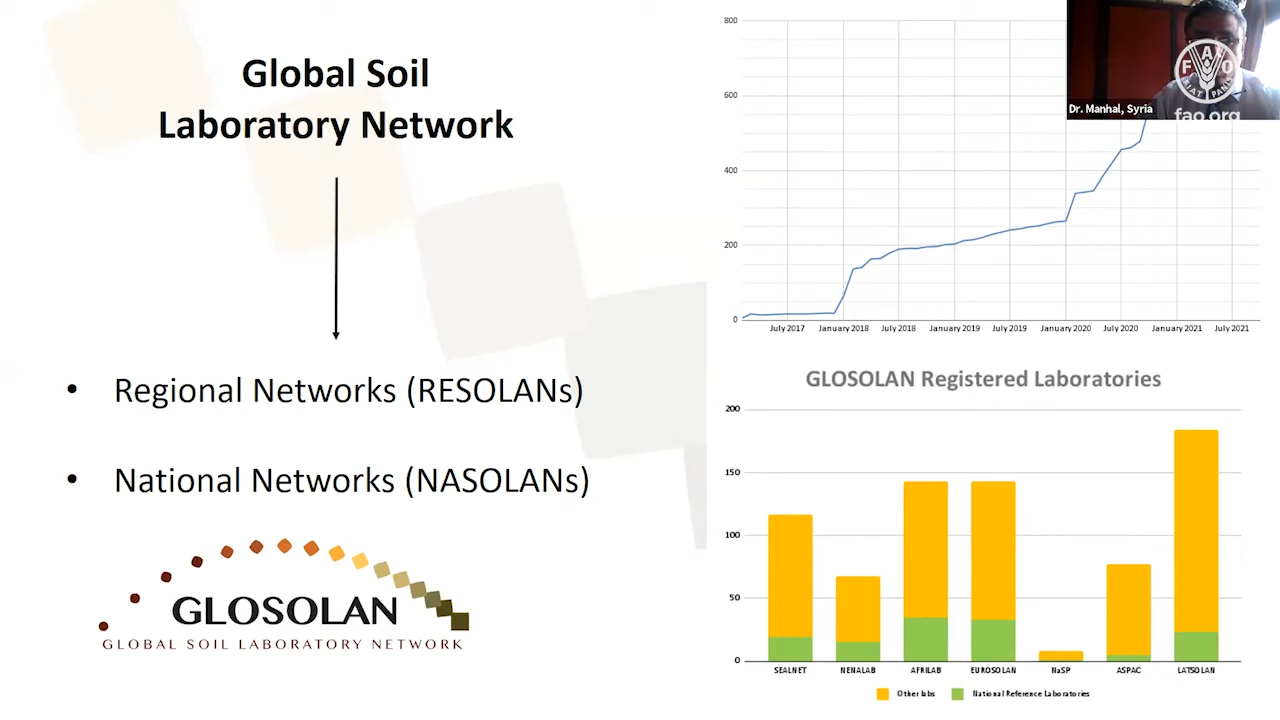 Global Soil
Laboratory Network
• Regional Networks (RESOLANs)
• National Networks (NASOLANs)
GLOSOLAN
GLOBAL SOIL LABORATORY NETWORK
800
600
400
200
0
July 2017 January 2018 July 2018 January 2019 July 2019 January 2020 July 2020 January 2021 July 2021
Dr. Manhal, Syria
FAO
FIAT PANIS
fao.org
GLOSOLAN Registered Laboratories
200
150
100
50
0
SEALNET NENALAB AFRILAB EUROSOLAN NaSP ASPAC LATSOLAN
Other labs National Reference Laboratories